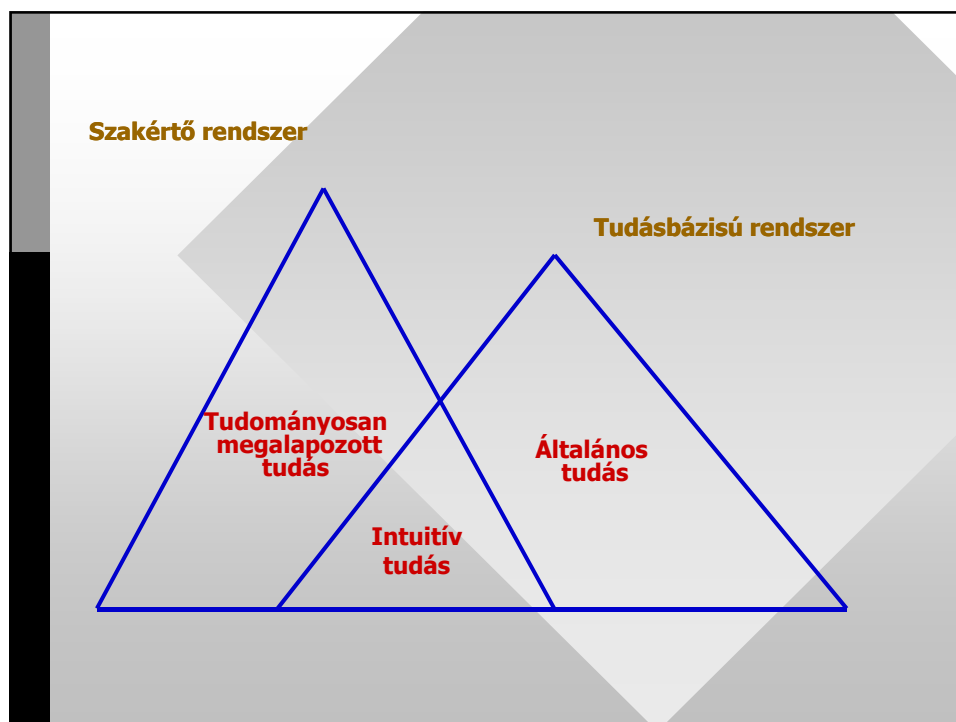 Szakértő rendszer
Tudásbázisú rendszer
Tudományosan
megalapozott
tudás
Általános
tudás
Intuitív
tudás